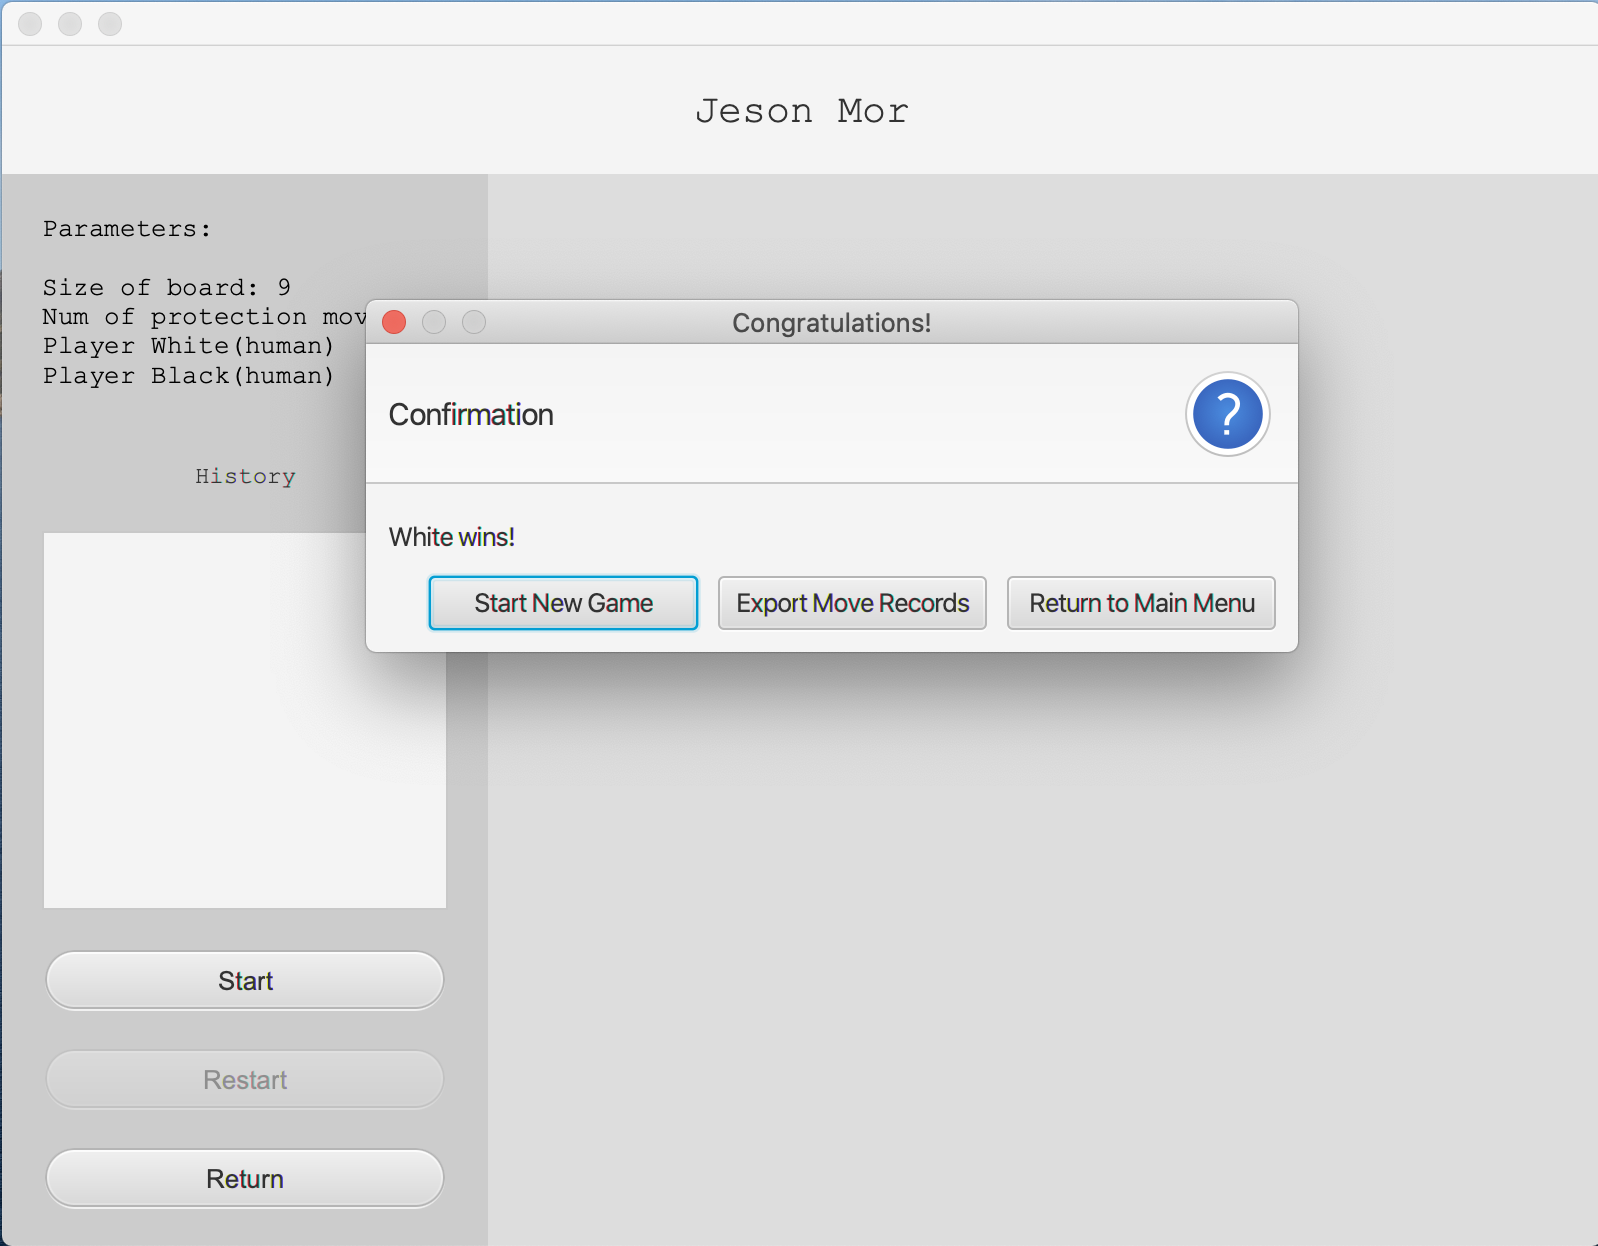 Jeson Mor
Parameters:
Size of board: 9
Num of protection mov
Player White(human)
Player Black(human)
History
Congratulations!
Confirmation
?
White wins!
Start New Game
Export Move Records
Return to Main Menu
Start
Restart
Return